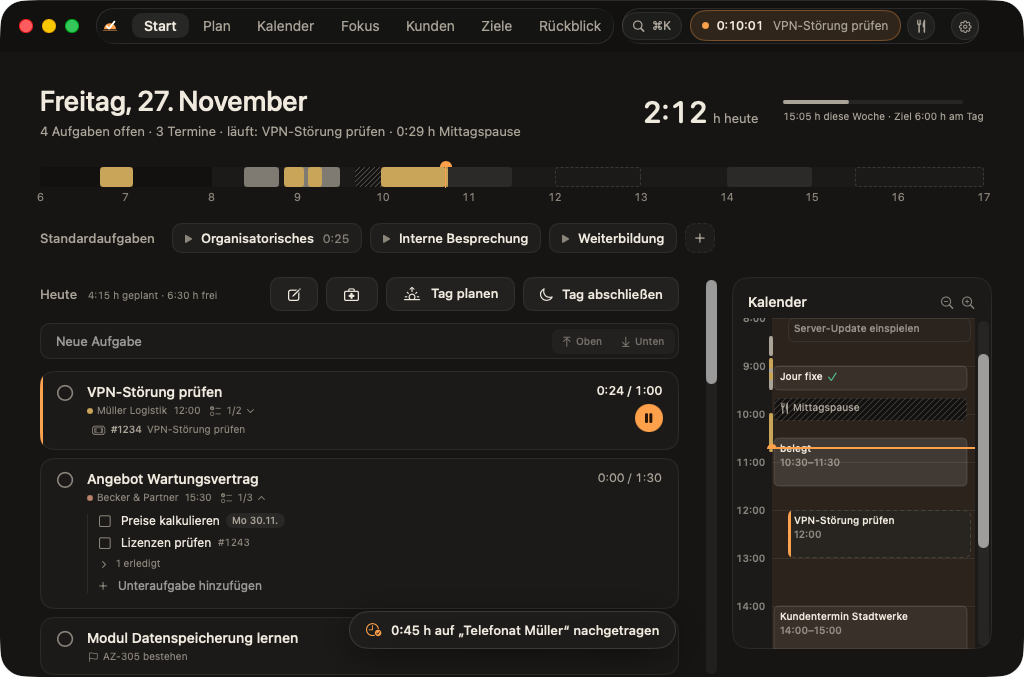 Start Plan Kalender Fokus Kunden Ziele Rückblick ⌘K 0:10:01 VPN-Störung prüfen
Freitag, 27. November
4 Aufgaben offen · 3 Termine · läuft: VPN-Störung prüfen · 0:29 h Mittagspause
2:12 h heute
15:05 h diese Woche · Ziel 6:00 h am Tag
6 7 8 9 10 11 12 13 14 15 16 17
Standardaufgaben Organisatorisches 0:25 Interne Besprechung Weiterbildung +
Heute 4:15 h geplant · 6:30 h frei Tag planen Tag abschließen
Neue Aufgabe Oben Unten
VPN-Störung prüfen 0:24 / 1:00
Müller Logistik 12:00 1/2
#1234 VPN-Störung prüfen
Angebot Wartungsvertrag 0:00 / 1:30
Becker & Partner 15:30 1/3
Preise kalkulieren Mo 30.11.
Lizenzen prüfen #1243
1 erledigt
+ Unteraufgabe hinzufügen
Modul Datenspeicherung lernen
AZ-305 bestehen
0:45 h auf „Telefonat Müller“ nachgetragen
Kalender
8:00
Server-Update einspielen
9:00
Jour fixe ✓
10:00
Mittagspause
belegt
10:30–11:30
11:00
12:00
VPN-Störung prüfen
12:00
13:00
14:00
Kundentermin Stadtwerke
14:00–15:00